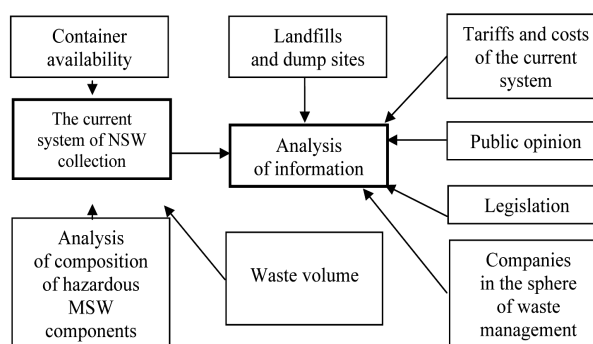 Container
availability
Landfills
and dump sites
Tariffs and costs
of the current
system
The current
system of NSW
collection
Analysis
of information
Public opinion
Legislation
Analysis
of composition
of hazardous
MSW
components
Waste volume
Companies
in the sphere
of waste
management